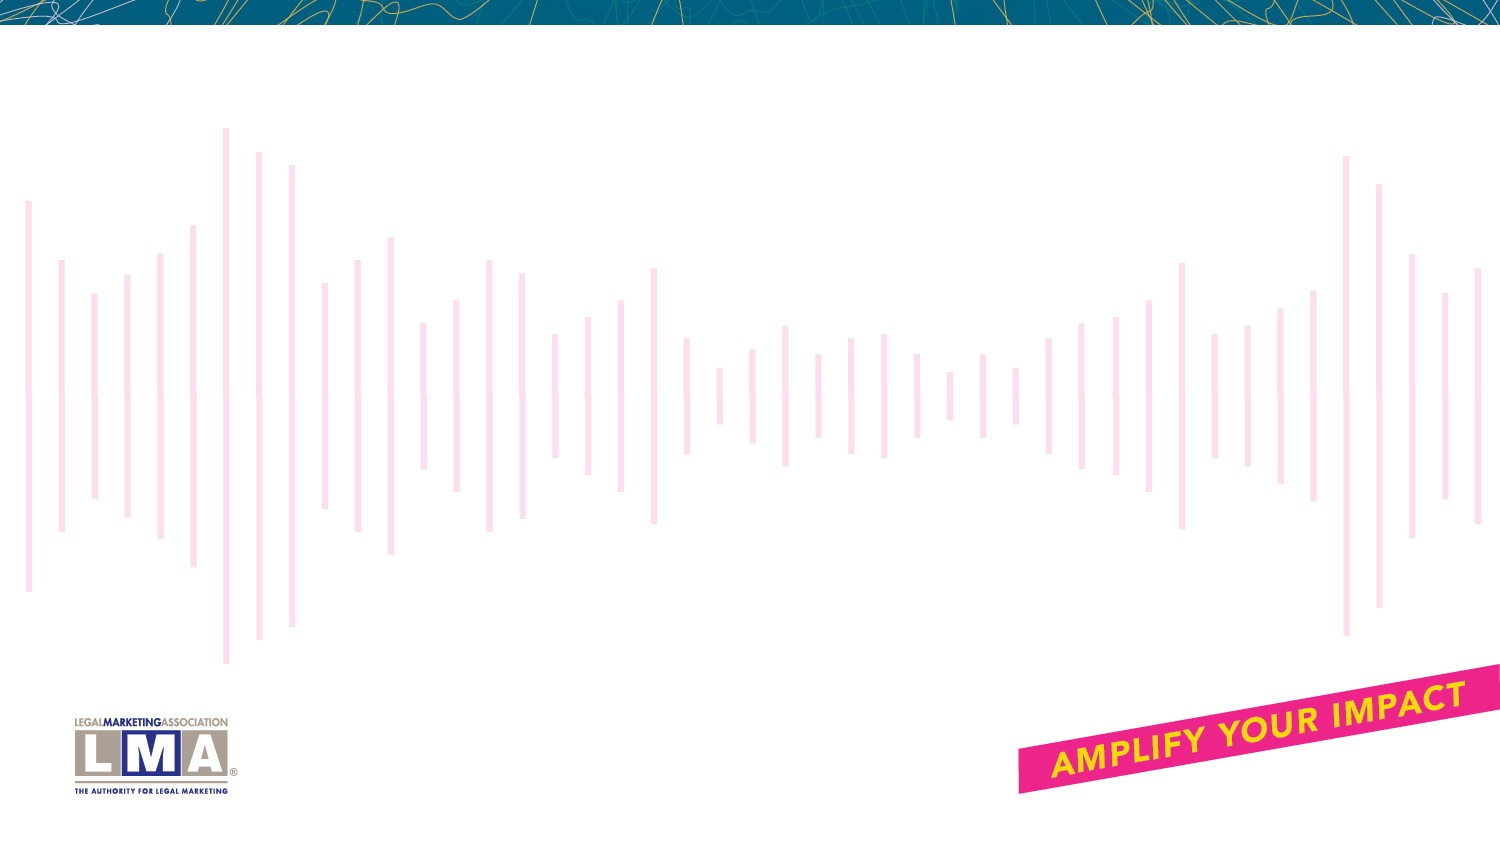 LEGALMARKETINGASSOCIATION
LMA®
THE AUTHORITY FOR LEGAL MARKETING
AMPLIFY YOUR IMPACT